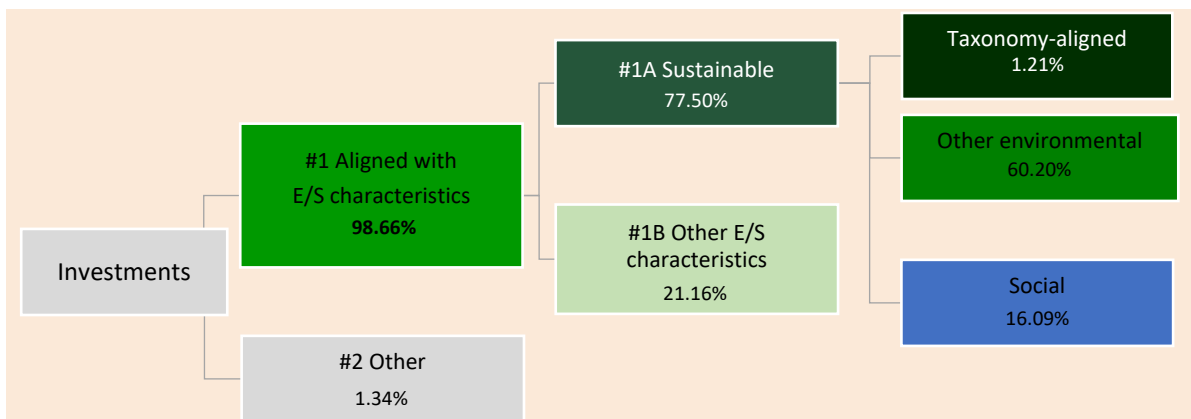 Investments
#1 Aligned with
E/S characteristics
98.66%
#2 Other
1.34%
#1A Sustainable
77.50%
#1B Other E/S
characteristics
21.16%
Taxonomy-aligned
1.21%
Other environmental
60.20%
Social
16.09%